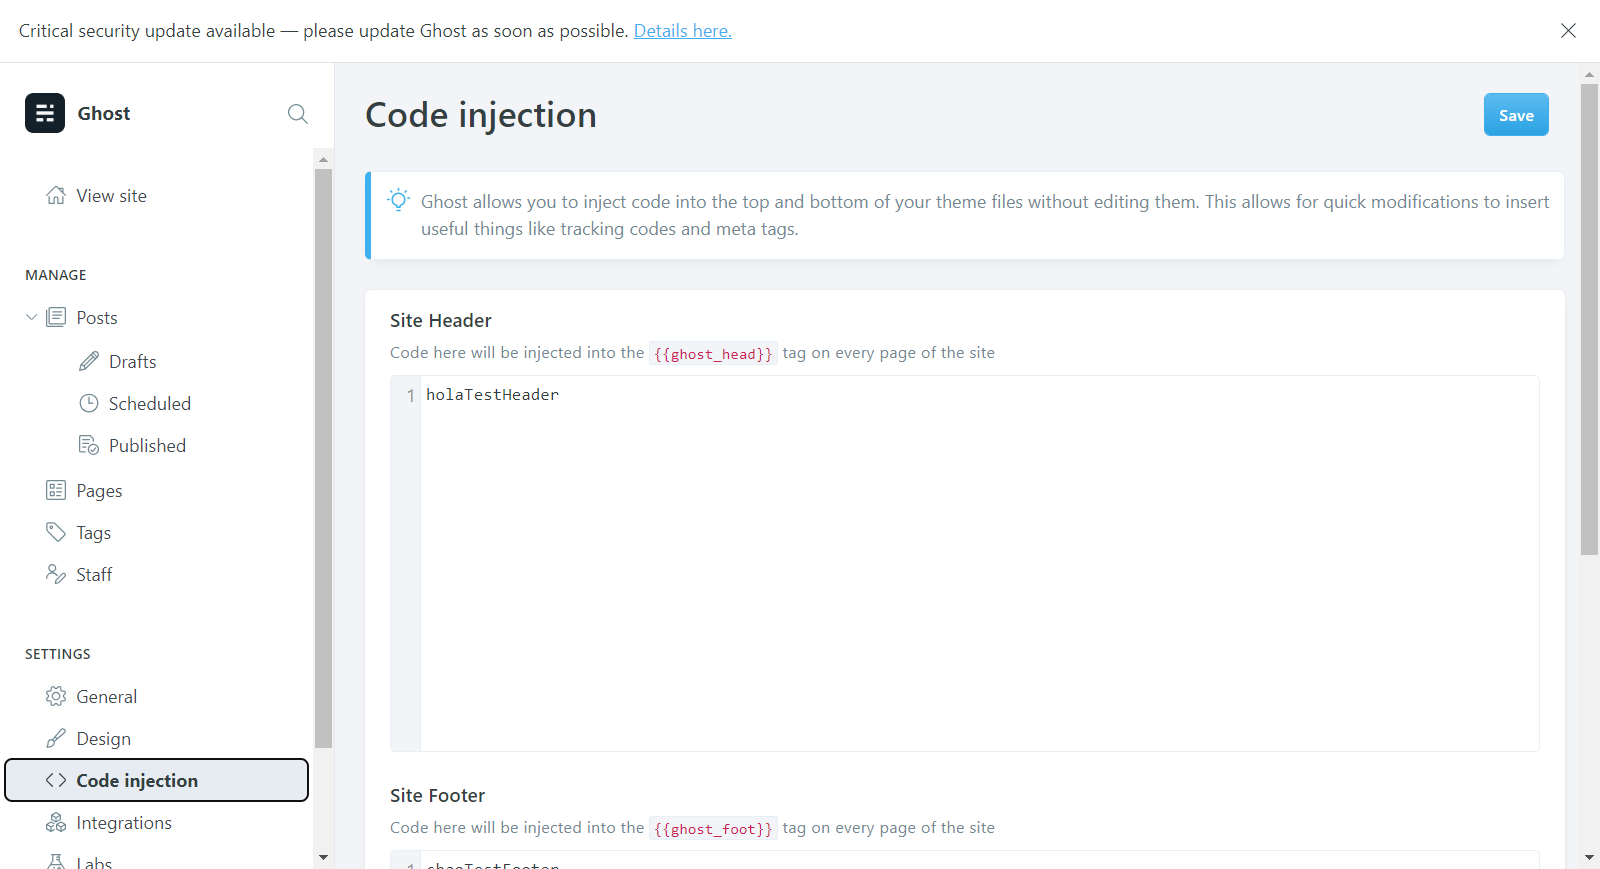 Critical security update available — please update Ghost as soon as possible. Details here.
Ghost
View site
MANAGE
Posts
Drafts
Scheduled
Published
Pages
Tags
Staff
SETTINGS
General
Design
Code injection
Integrations
Labs
Code injection
Save
Ghost allows you to inject code into the top and bottom of your theme files without editing them. This allows for quick modifications to insert
useful things like tracking codes and meta tags.
Site Header
Code here will be injected into the {{ghost_head}} tag on every page of the site
1 holaTestHeader
Site Footer
Code here will be injected into the {{ghost_foot}} tag on every page of the site
1 chaoTestFooter